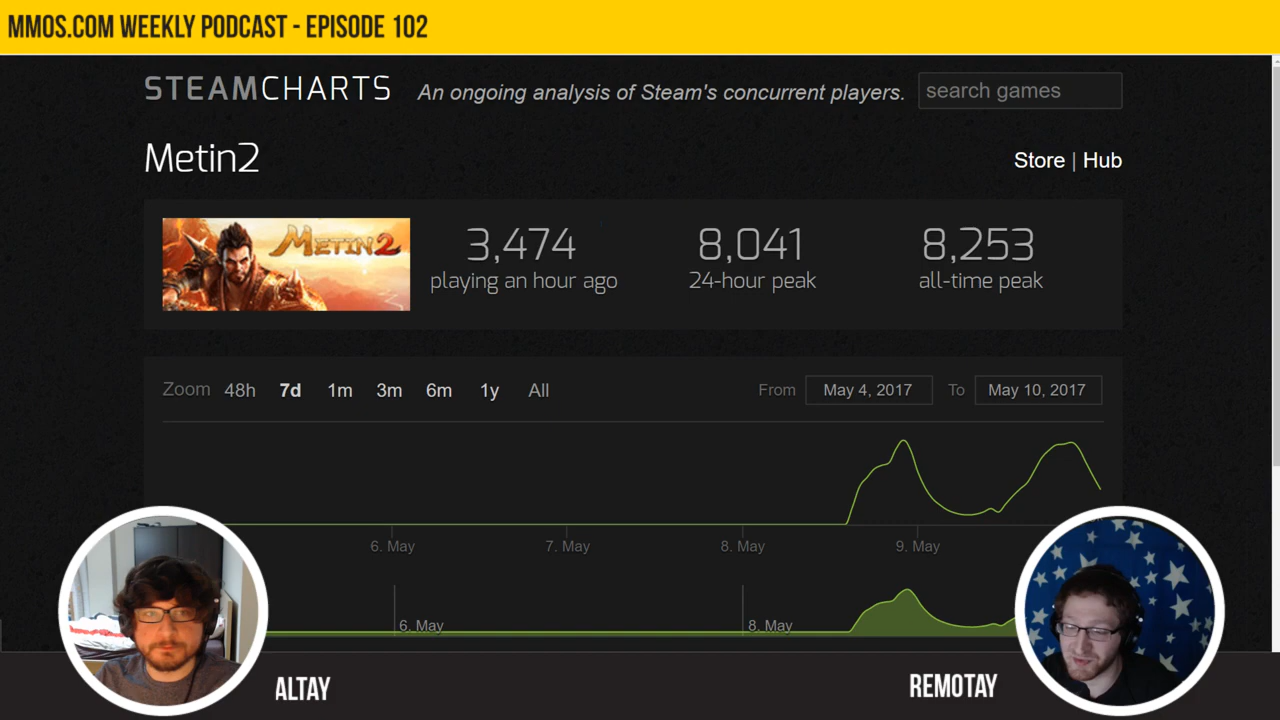 MMOS.COM WEEKLY PODCAST - EPISODE 102
STEAMCHARTS An ongoing analysis of Steam's concurrent players. search games
Metin2 Store | Hub
METIN2
3,474 8,041 8,253
playing an hour ago 24-hour peak all-time peak
Zoom 48h 7d 1m 3m 6m 1y All From May 4, 2017 To May 10, 2017
6. May 7. May 8. May 9. May
6. May 8. May
ALTAY REMOTAY